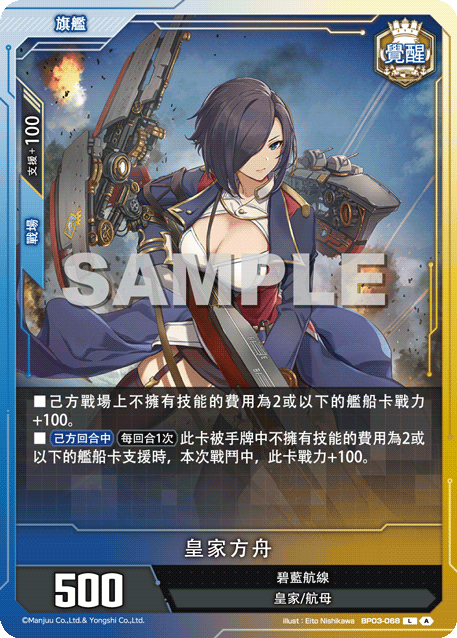 旗艦
覺醒
支援+100
戰場
SAMPLE
■己方戰場上不擁有技能的費用為2或以下的艦船卡戰力
+100。
■己方回合中 每回合1次 此卡被手牌中不擁有技能的費用為2或
以下的艦船卡支援時，本次戰鬥中，此卡戰力+100。
皇家方舟
500
碧藍航線
皇家/航母
©Manjuu Co.,Ltd.& Yongshi Co.,Ltd.
illust : Eito Nishikawa BP03-068 L A